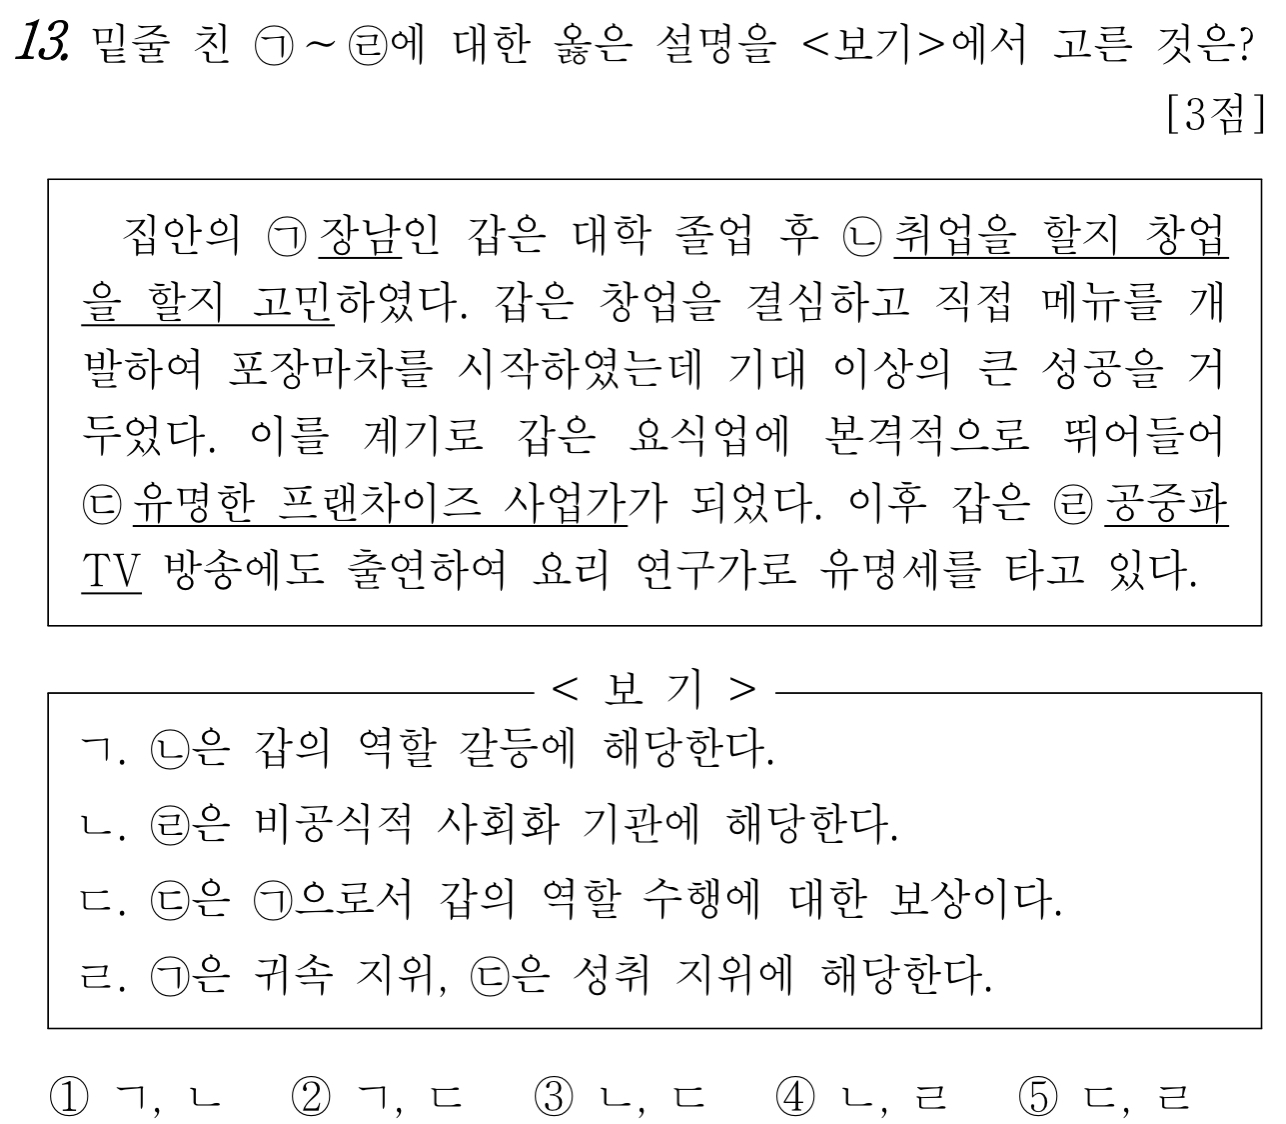 13. 밑줄 친 ㉠~㉣에 대한 옳은 설명을 <보기>에서 고른 것은?
[3점]
집안의 ㉠장남인 갑은 대학 졸업 후 ㉡취업을 할지 창업
을 할지 고민하였다. 갑은 창업을 결심하고 직접 메뉴를 개
발하여 포장마차를 시작하였는데 기대 이상의 큰 성공을 거
두었다. 이를 계기로 갑은 요식업에 본격적으로 뛰어들어
㉢유명한 프랜차이즈 사업가가 되었다. 이후 갑은 ㉣공중파
TV 방송에도 출연하여 요리 연구가로 유명세를 타고 있다.
< 보 기 >
ㄱ. ㉡은 갑의 역할 갈등에 해당한다.
ㄴ. ㉣은 비공식적 사회화 기관에 해당한다.
ㄷ. ㉢은 ㉠으로서 갑의 역할 수행에 대한 보상이다.
ㄹ. ㉠은 귀속 지위, ㉢은 성취 지위에 해당한다.
① ㄱ, ㄴ ② ㄱ, ㄷ ③ ㄴ, ㄷ ④ ㄴ, ㄹ ⑤ ㄷ, ㄹ